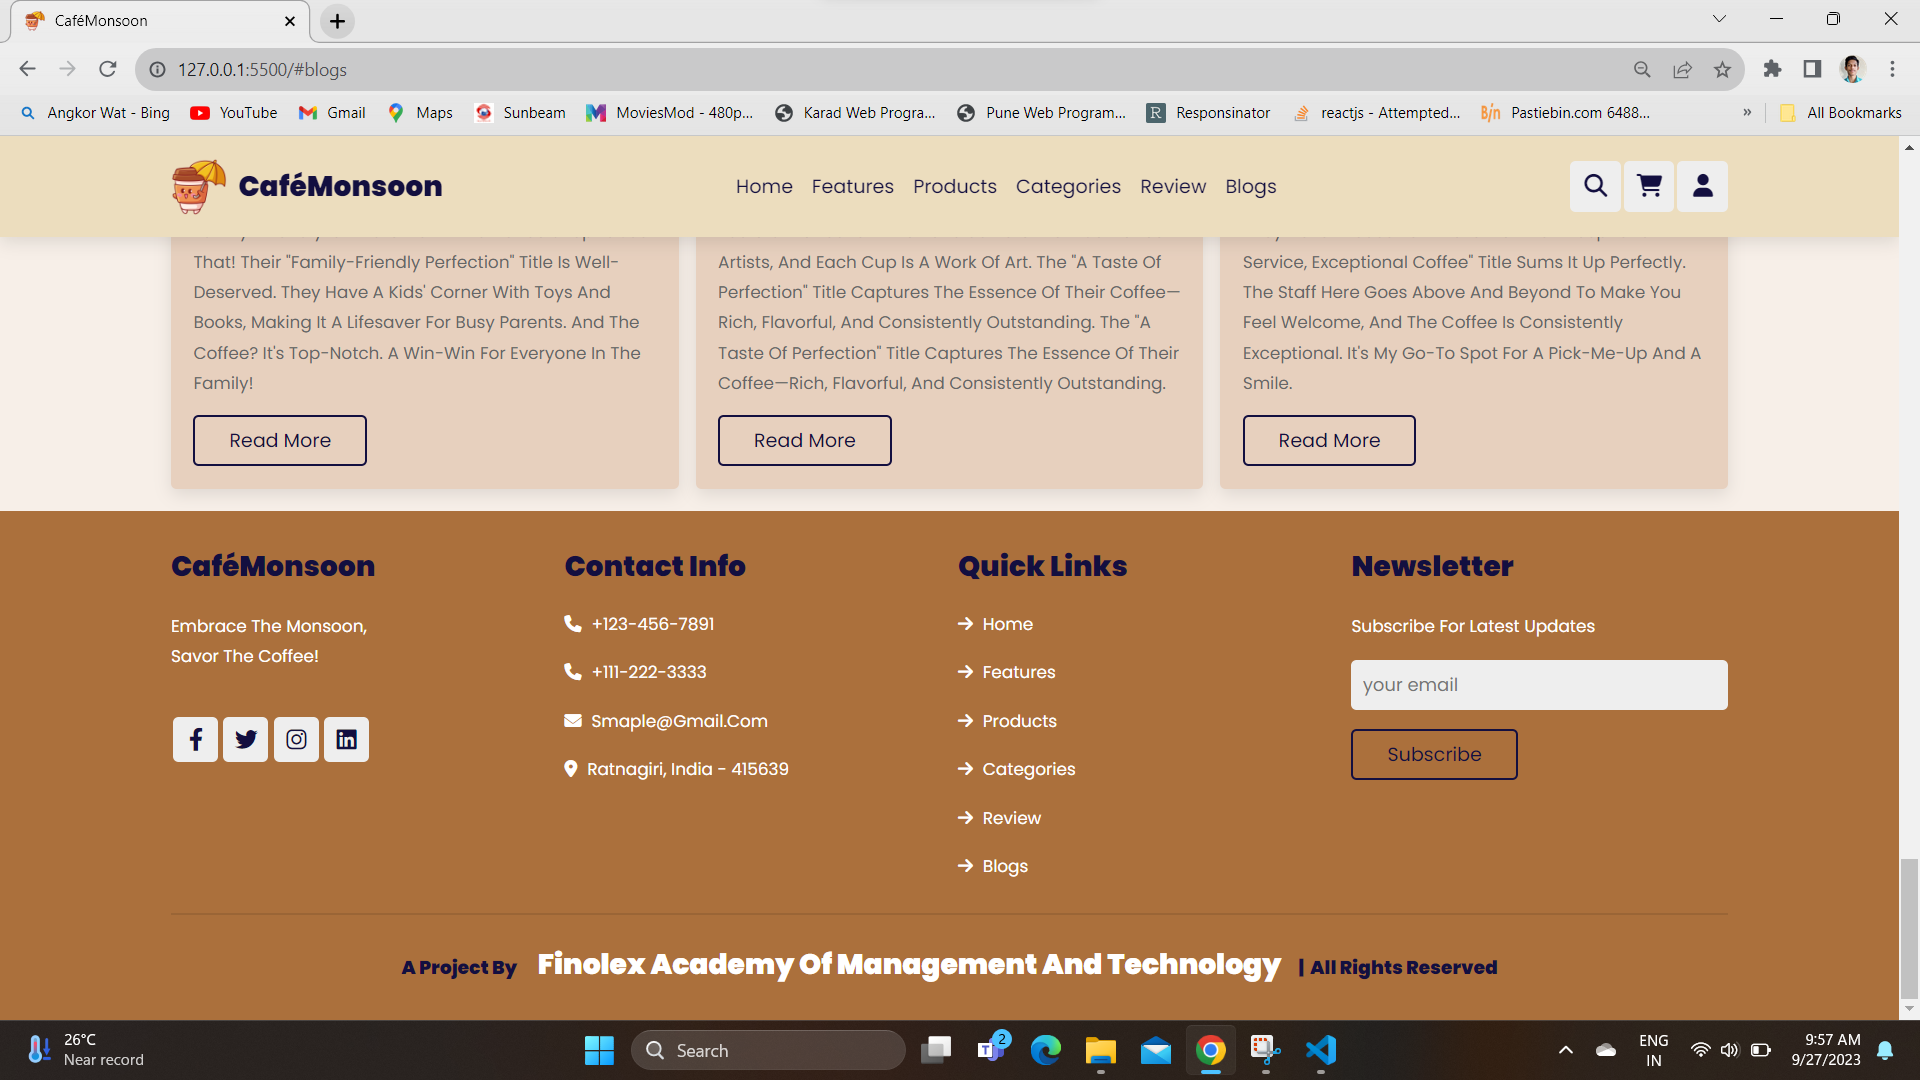 CaféMonsoon
127.0.0.1:5500/#blogs
Angkor Wat - Bing
YouTube
Gmail
Maps
Sunbeam
MoviesMod - 480p...
Karad Web Progra...
Pune Web Program...
Responsinator
reactjs - Attempted...
Pastiebin.com 6488...
»
All Bookmarks
CaféMonsoon
Home
Features
Products
Categories
Review
Blogs
That! Their "Family-Friendly Perfection" Title Is Well-
Deserved. They Have A Kids' Corner With Toys And
Books, Making It A Lifesaver For Busy Parents. And The
Coffee? It's Top-Notch. A Win-Win For Everyone In The
Family!
Read More
Artists, And Each Cup Is A Work Of Art. The "A Taste Of
Perfection" Title Captures The Essence Of Their Coffee—
Rich, Flavorful, And Consistently Outstanding. The "A
Taste Of Perfection" Title Captures The Essence Of Their
Coffee—Rich, Flavorful, And Consistently Outstanding.
Read More
Service, Exceptional Coffee" Title Sums It Up Perfectly.
The Staff Here Goes Above And Beyond To Make You
Feel Welcome, And The Coffee Is Consistently
Exceptional. It's My Go-To Spot For A Pick-Me-Up And A
Smile.
Read More
CaféMonsoon
Embrace The Monsoon,
Savor The Coffee!
Contact Info
+123-456-7891
+111-222-3333
Smaple@Gmail.Com
Ratnagiri, India - 415639
Quick Links
Home
Features
Products
Categories
Review
Blogs
Newsletter
Subscribe For Latest Updates
your email
Subscribe
A Project By Finolex Academy Of Management And Technology | All Rights Reserved
26°C
Near record
Search
2
ENG
IN
9:57 AM
9/27/2023